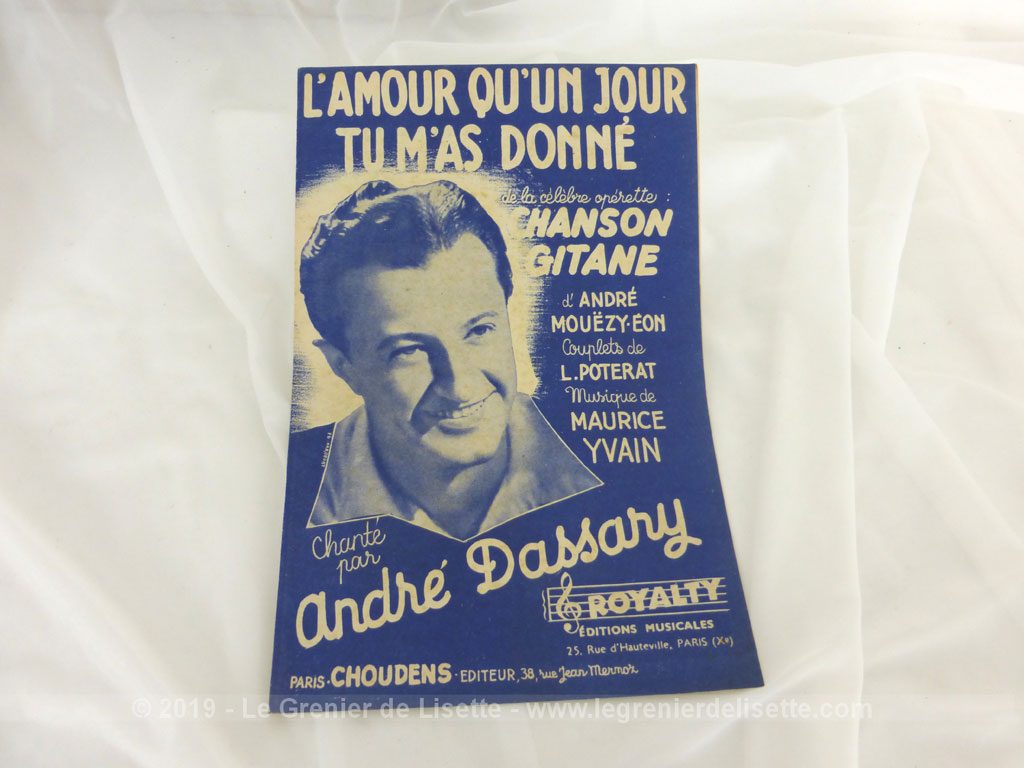 L'AMOUR QU'UN JOUR
TU M'AS DONNÉ
de la célèbre opérette :
CHANSON
GITANE
d'ANDRÉ
MOUËZY-ÉON
Couplets de
L. POTERAT
Musique de
MAURICE
YVAIN
Chanté
par
André Dassary
ROYALTY
ÉDITIONS MUSICALES
25, Rue d'Hauteville, PARIS (Xe)
PARIS - CHOUDENS - EDITEUR, 38, rue Jean Mermoz
© 2019 - Le Grenier de Lisette - www.legrenierdelisette.com